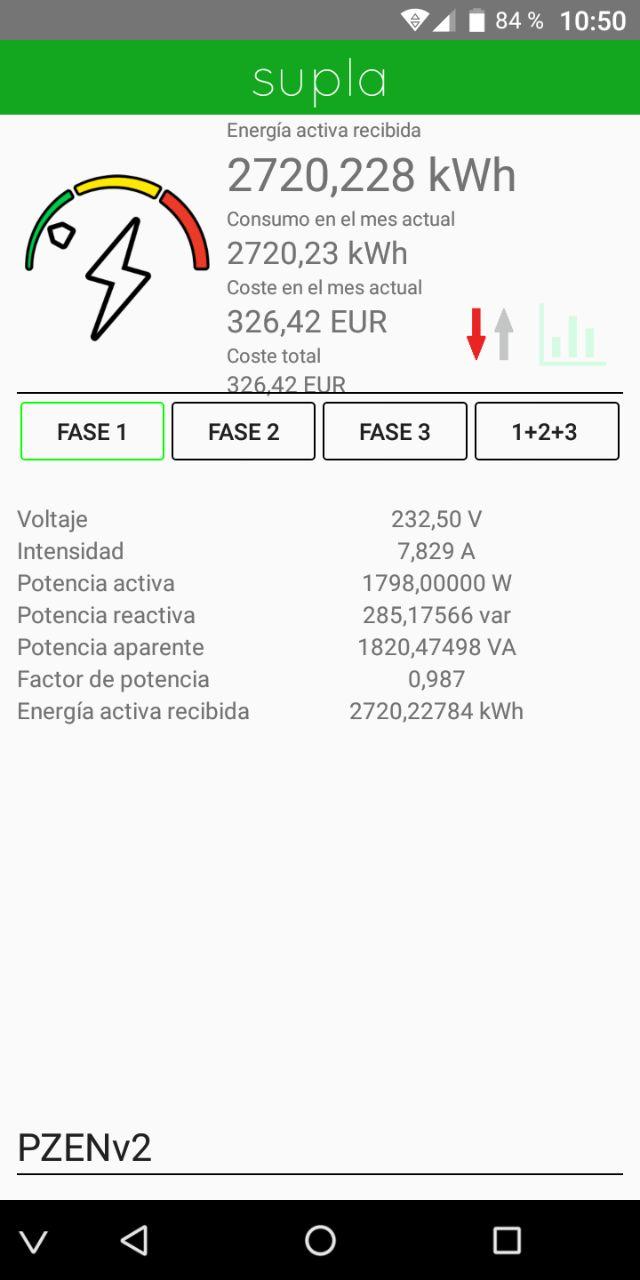 84 % 10:50
supla
Energía activa recibida
2720,228 kWh
Consumo en el mes actual
2720,23 kWh
Coste en el mes actual
326,42 EUR
Coste total
326,42 EUR
FASE 1 FASE 2 FASE 3 1+2+3
Voltaje 232,50 V
Intensidad 7,829 A
Potencia activa 1798,00000 W
Potencia reactiva 285,17566 var
Potencia aparente 1820,47498 VA
Factor de potencia 0,987
Energía activa recibida 2720,22784 kWh
PZENv2